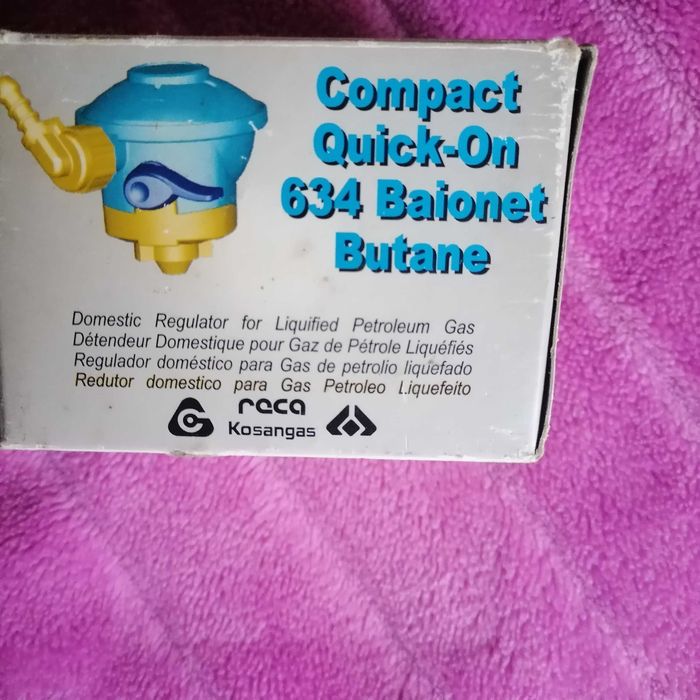 Compact
Quick-On
634 Baionet
Butane
Domestic Regulator for Liquified Petroleum Gas
Détendeur Domestique pour Gaz de Pétrole Liquéfiés
Regulador doméstico para Gas de petrolio liquefado
Redutor domestico para Gas Petroleo Liquefeito
reca
Kosangas